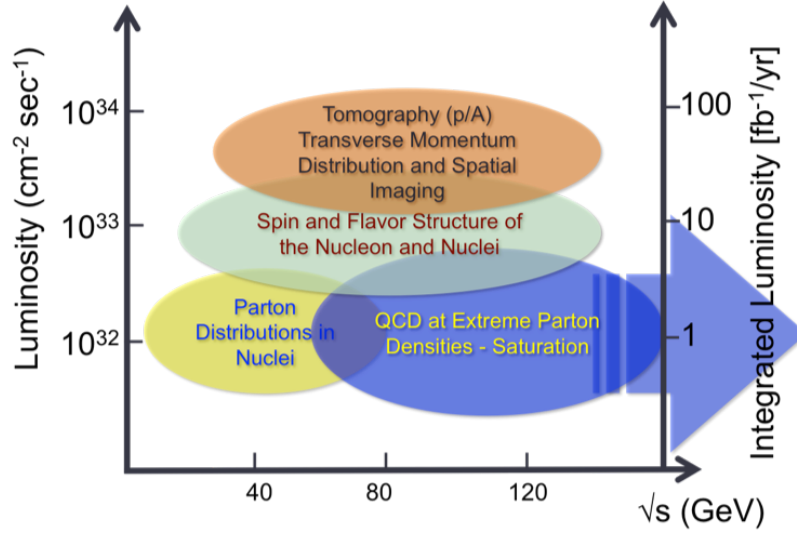 Luminosity (cm⁻² sec⁻¹)
10³⁴
10³³
10³²
Tomography (p/A)
Transverse Momentum
Distribution and Spatial
Imaging
Spin and Flavor Structure of
the Nucleon and Nuclei
Parton
Distributions in
Nuclei
QCD at Extreme Parton
Densities - Saturation
100
10
1
Integrated Luminosity [fb⁻¹/yr]
40
80
120
√s (GeV)